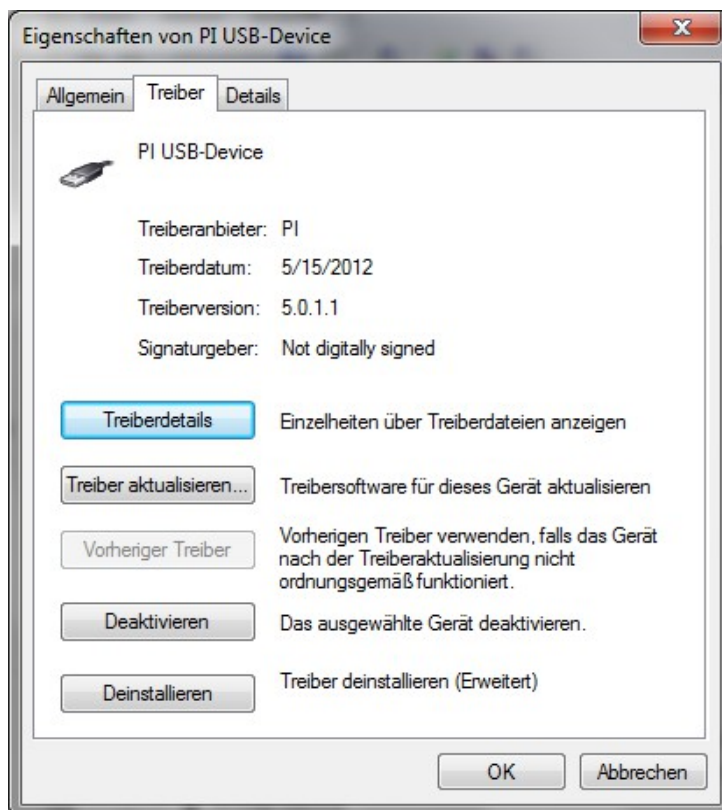 Eigenschaften von PI USB-Device
Allgemein Treiber Details
PI USB-Device
Treiberanbieter: PI
Treiberdatum: 5/15/2012
Treiberversion: 5.0.1.1
Signaturgeber: Not digitally signed
Treiberdetails Einzelheiten über Treiberdateien anzeigen
Treiber aktualisieren... Treibersoftware für dieses Gerät aktualisieren
Vorheriger Treiber Vorherigen Treiber verwenden, falls das Gerät
nach der Treiberaktualisierung nicht
ordnungsgemäß funktioniert.
Deaktivieren Das ausgewählte Gerät deaktivieren.
Deinstallieren Treiber deinstallieren (Erweitert)
OK Abbrechen